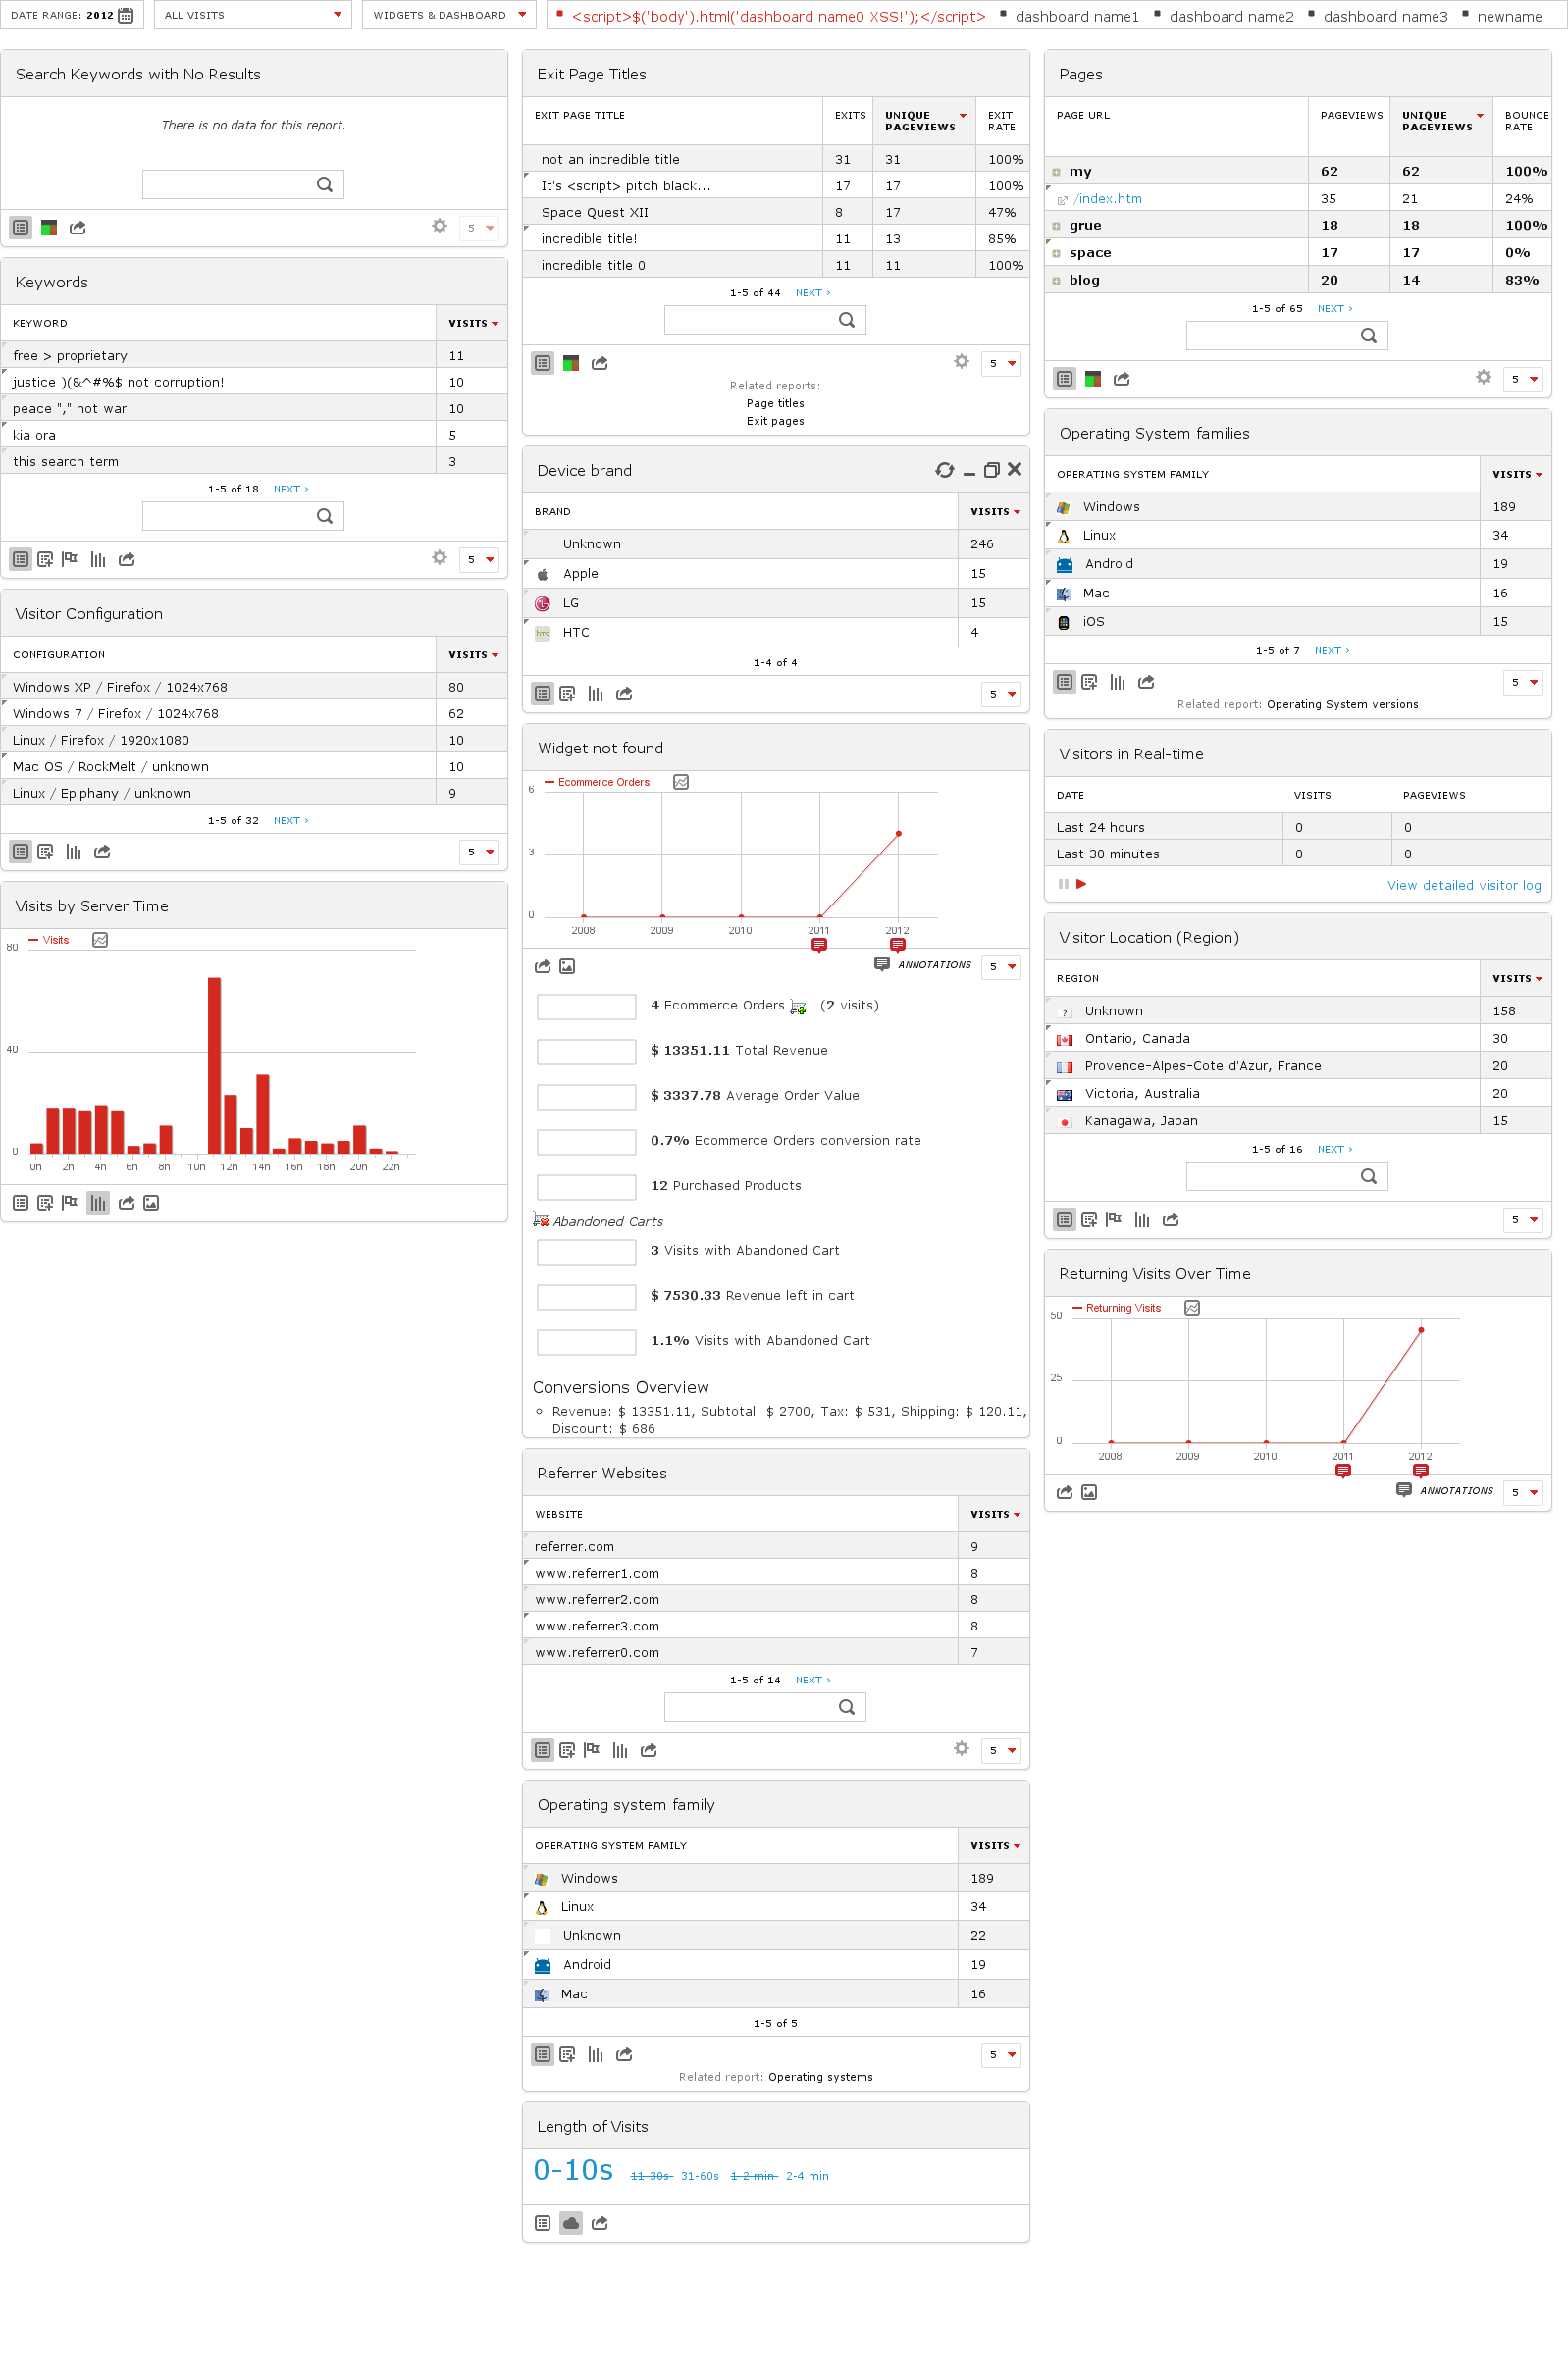 DATE RANGE: 2012
ALL VISITS
WIDGETS & DASHBOARD
<script>$('body').html('dashboard name0 XSS!');</script> dashboard name1 dashboard name2 dashboard name3 newname
Search Keywords with No Results
There is no data for this report.
5
Keywords
KEYWORD VISITS
free > proprietary 11
justice )(&^#%$ not corruption! 10
peace "," not war 10
kia ora 5
this search term 3
1-5 of 18 NEXT ›
5
Visitor Configuration
CONFIGURATION VISITS
Windows XP / Firefox / 1024x768 80
Windows 7 / Firefox / 1024x768 62
Linux / Firefox / 1920x1080 10
Mac OS / RockMelt / unknown 10
Linux / Epiphany / unknown 9
1-5 of 32 NEXT ›
5
Visits by Server Time
Visits
80
40
0
0h 2h 4h 6h 8h 10h 12h 14h 16h 18h 20h 22h
Exit Page Titles
EXIT PAGE TITLE EXITS UNIQUE PAGEVIEWS EXIT RATE
not an incredible title 31 31 100%
It's <script> pitch black... 17 17 100%
Space Quest XII 8 17 47%
incredible title! 11 13 85%
incredible title 0 11 11 100%
1-5 of 44 NEXT ›
5
Related reports:
Page titles
Exit pages
Device brand
BRAND VISITS
Unknown 246
Apple 15
LG 15
htc HTC 4
1-4 of 4
5
Widget not found
Ecommerce Orders
6
3
0
2008 2009 2010 2011 2012
ANNOTATIONS 5
4 Ecommerce Orders (2 visits)
$ 13351.11 Total Revenue
$ 3337.78 Average Order Value
0.7% Ecommerce Orders conversion rate
12 Purchased Products
Abandoned Carts
3 Visits with Abandoned Cart
$ 7530.33 Revenue left in cart
1.1% Visits with Abandoned Cart
Conversions Overview
Revenue: $ 13351.11, Subtotal: $ 2700, Tax: $ 531, Shipping: $ 120.11,
Discount: $ 686
Referrer Websites
WEBSITE VISITS
referrer.com 9
www.referrer1.com 8
www.referrer2.com 8
www.referrer3.com 8
www.referrer0.com 7
1-5 of 14 NEXT ›
5
Operating system family
OPERATING SYSTEM FAMILY VISITS
Windows 189
Linux 34
Unknown 22
Android 19
Mac 16
1-5 of 5
5
Related report: Operating systems
Length of Visits
0-10s 11-30s 31-60s 1-2 min 2-4 min
Pages
PAGE URL PAGEVIEWS UNIQUE PAGEVIEWS BOUNCE RATE
my 62 62 100%
/index.htm 35 21 24%
grue 18 18 100%
space 17 17 0%
blog 20 14 83%
1-5 of 65 NEXT ›
5
Operating System families
OPERATING SYSTEM FAMILY VISITS
Windows 189
Linux 34
Android 19
Mac 16
iOS 15
1-5 of 7 NEXT ›
5
Related report: Operating System versions
Visitors in Real-time
DATE VISITS PAGEVIEWS
Last 24 hours 0 0
Last 30 minutes 0 0
View detailed visitor log
Visitor Location (Region)
REGION VISITS
? Unknown 158
Ontario, Canada 30
Provence-Alpes-Cote d'Azur, France 20
Victoria, Australia 20
Kanagawa, Japan 15
1-5 of 16 NEXT ›
5
Returning Visits Over Time
Returning Visits
50
25
0
2008 2009 2010 2011 2012
ANNOTATIONS 5